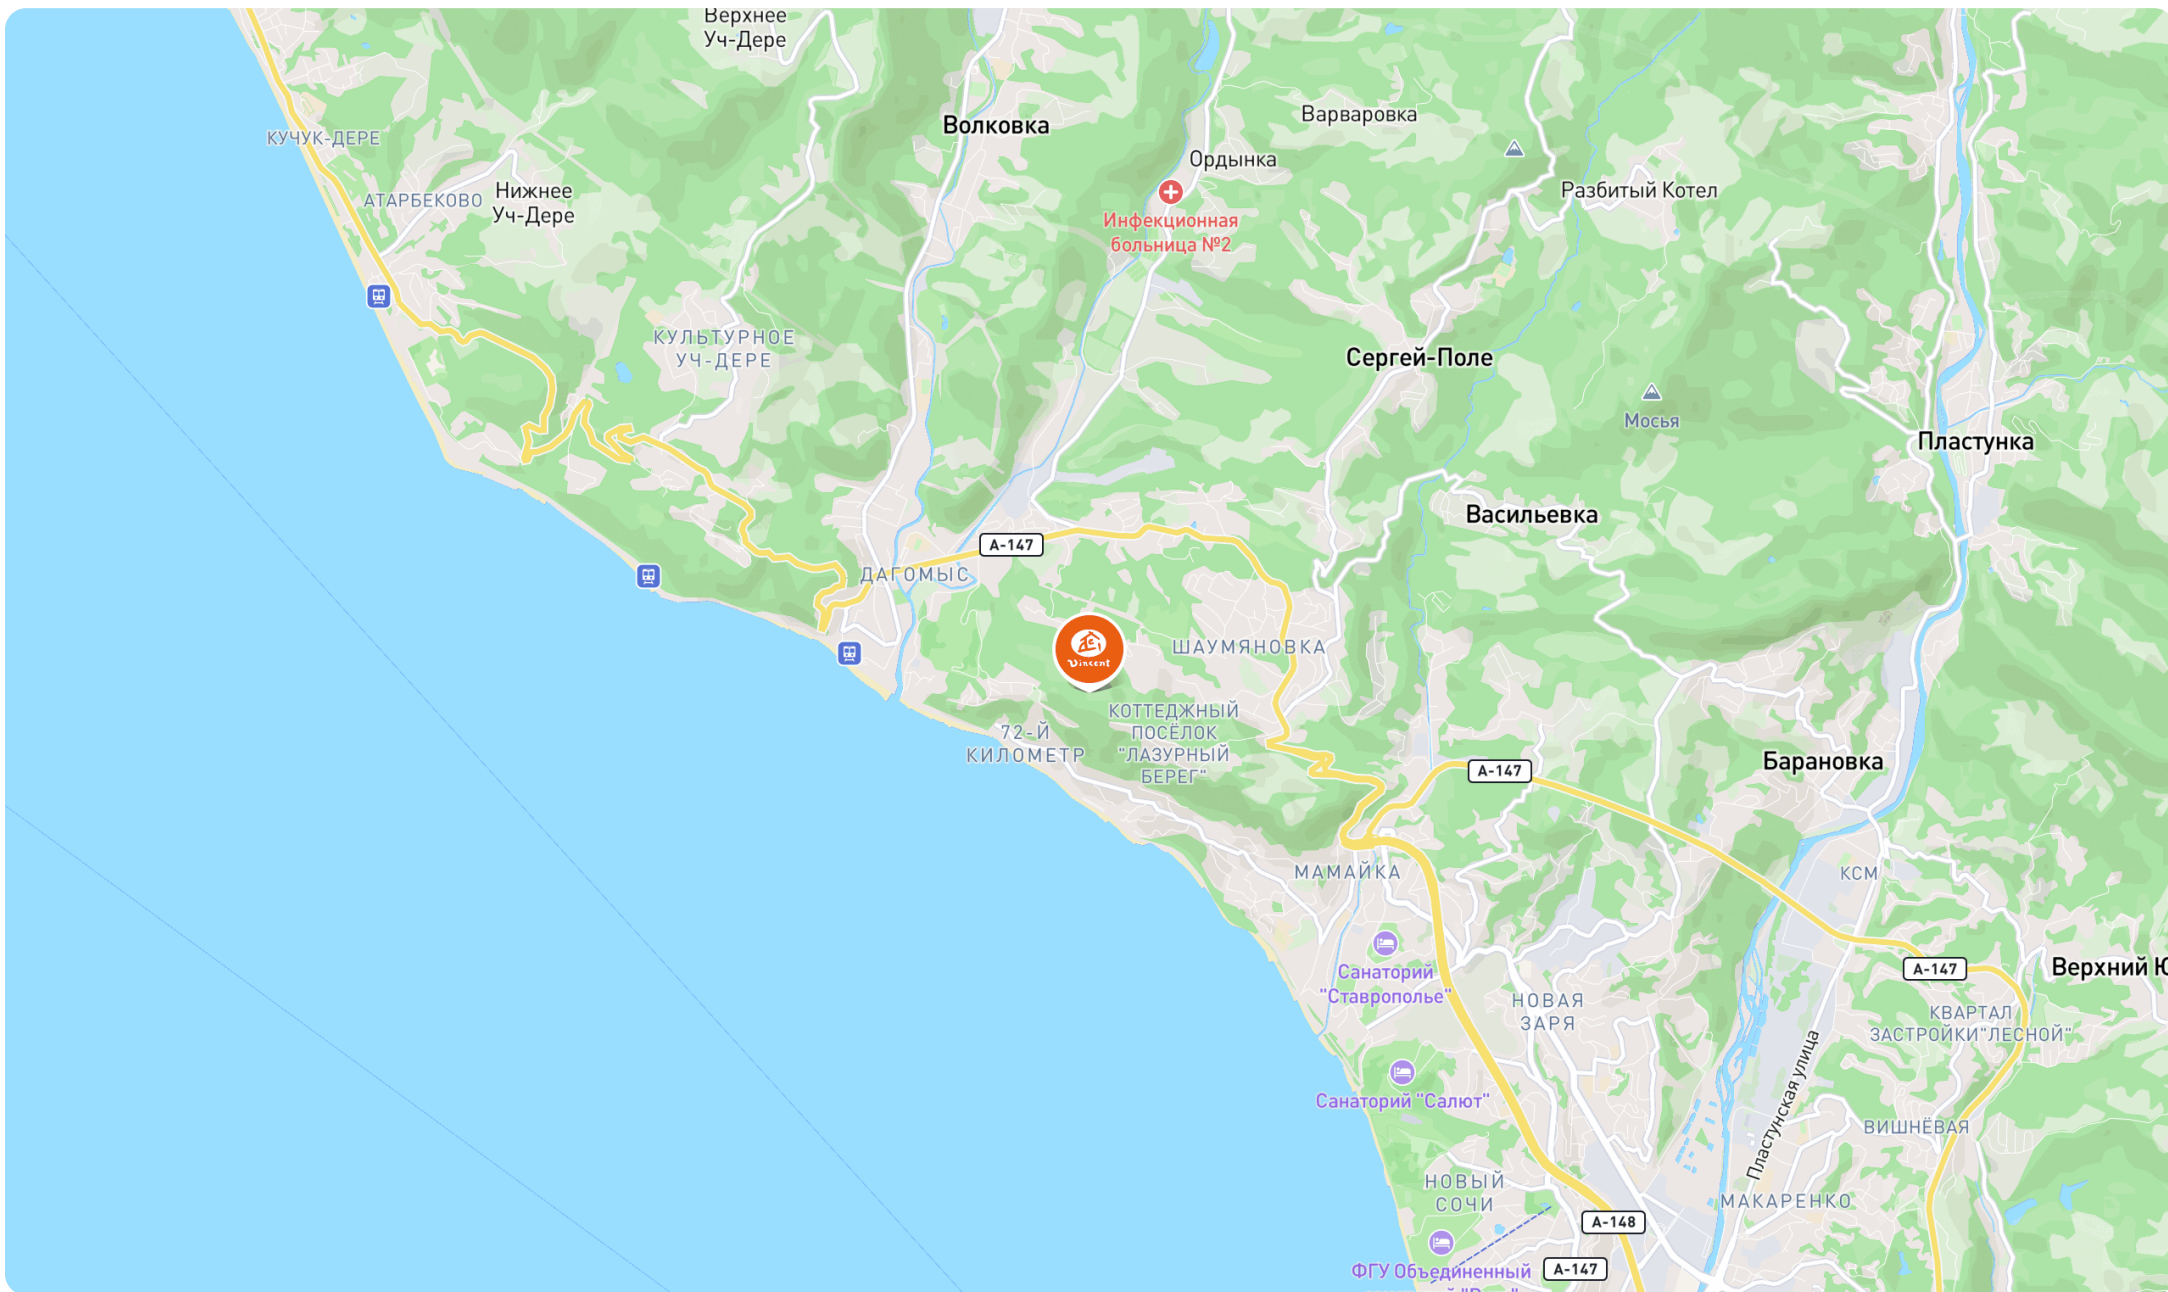 Верхнее
Уч-Дере
Волковка
Варваровка
КУЧУК-ДЕРЕ
Ордынка
АТАРБЕКОВО
Нижнее
Уч-Дере
Разбитый Котел
Инфекционная
больница №2
КУЛЬТУРНОЕ
УЧ-ДЕРЕ
Сергей-Поле
Мосья
Пластунка
Васильевка
А-147
ДАГОМЫС
Vincent
ШАУМЯНОВКА
КОТТЕДЖНЫЙ
ПОСЁЛОК
"ЛАЗУРНЫЙ
БЕРЕГ"
72-Й
КИЛОМЕТР
А-147
Барановка
МАМАЙКА
КСМ
Санаторий
"Ставрополье"
А-147
Верхний Ю
НОВАЯ
ЗАРЯ
КВАРТАЛ
ЗАСТРОЙКИ"ЛЕСНОЙ"
Санаторий "Салют"
Пластунская улица
ВИШНЁВАЯ
НОВЫЙ
СОЧИ
МАКАРЕНКО
А-148
ФГУ Объединенный
А-147